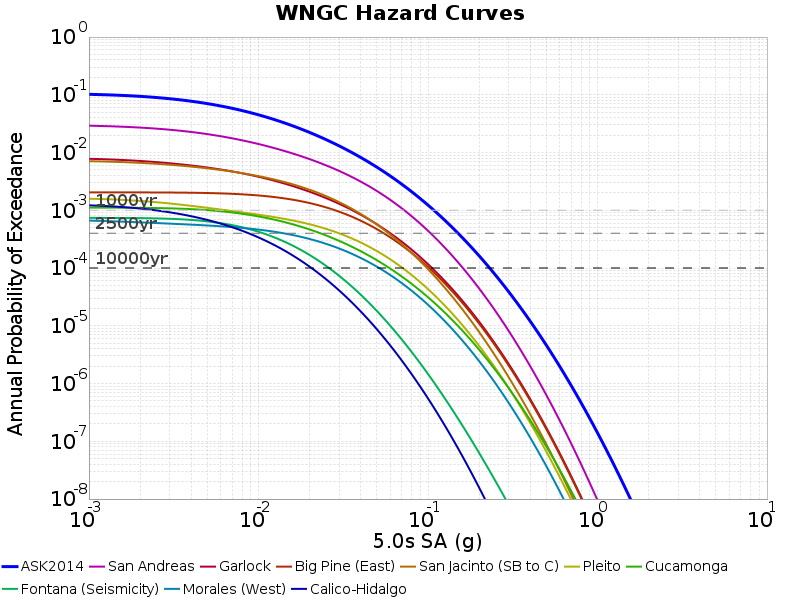 WNGC Hazard Curves
10^0
10^-1
10^-2
10^-3
10^-4
10^-5
10^-6
10^-7
10^-8
Annual Probability of Exceedance
1000yr
2500yr
10000yr
10^-3 10^-2 10^-1 10^0 10^1
5.0s SA (g)
ASK2014 San Andreas Garlock Big Pine (East) San Jacinto (SB to C) Pleito Cucamonga
Fontana (Seismicity) Morales (West) Calico-Hidalgo